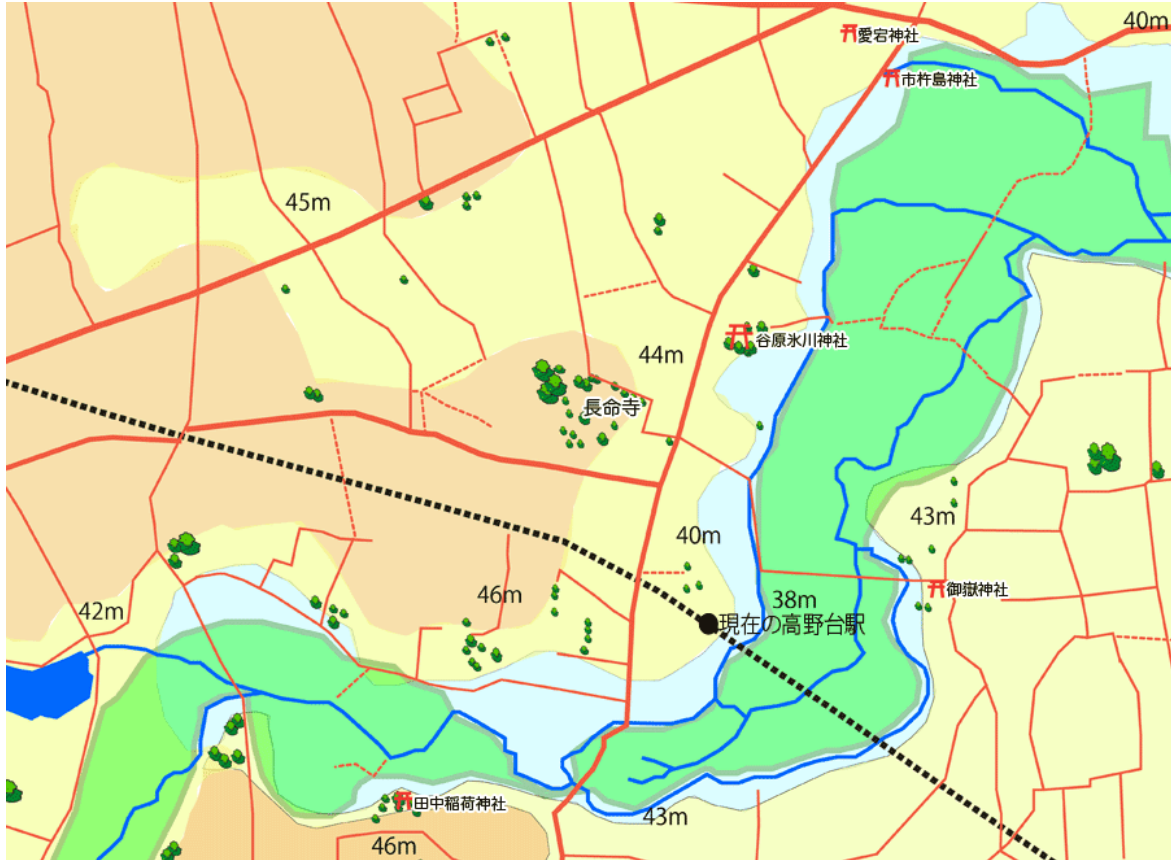 愛宕神社
40m
市杵島神社
45m
谷原氷川神社
44m
長命寺
43m
40m
御嶽神社
46m
38m
42m
現在の高野台駅
田中稲荷神社
43m
46m